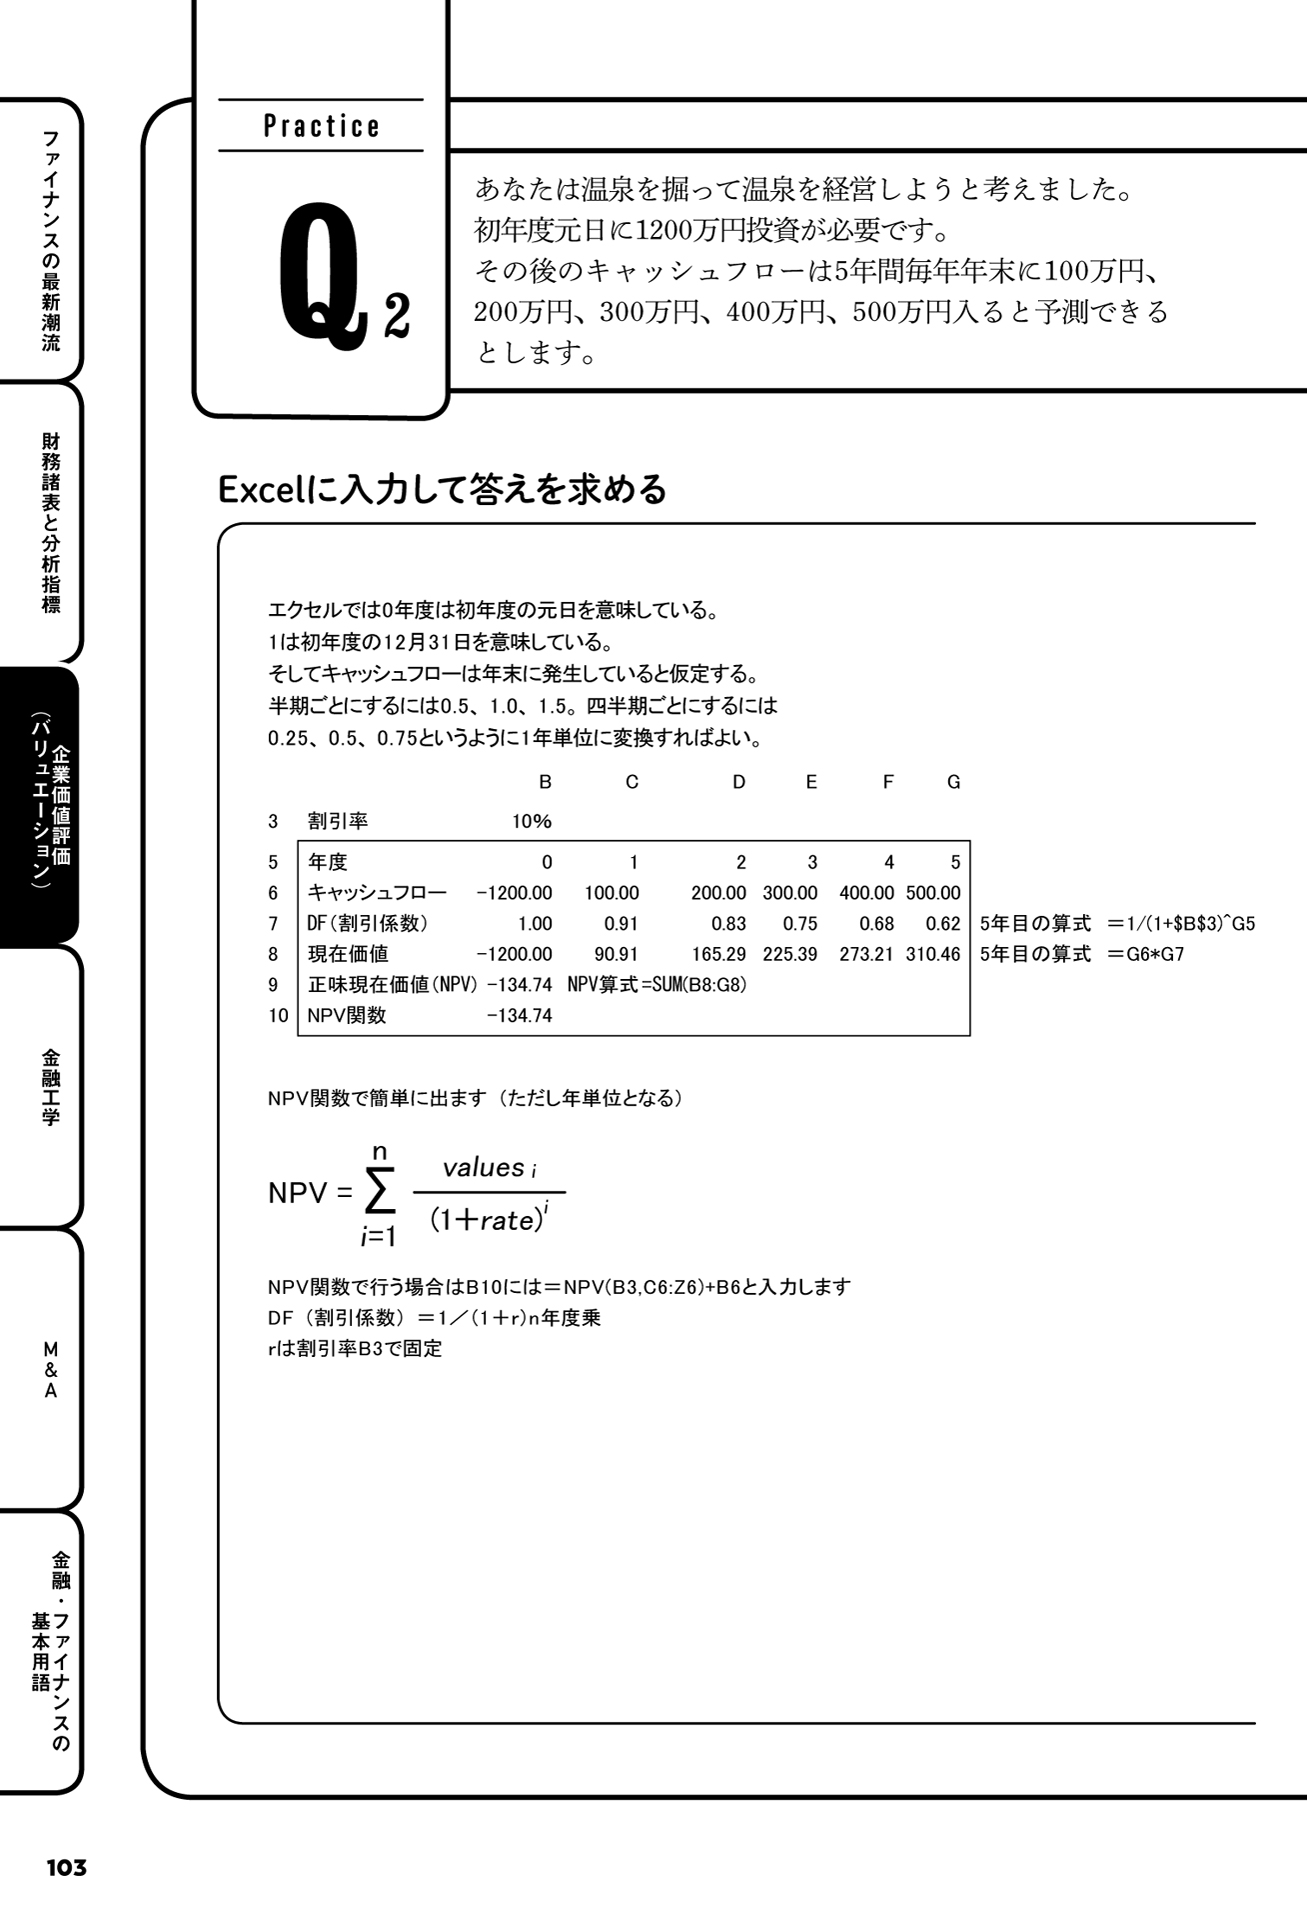 Practice
Q2
あなたは温泉を掘って温泉を経営しようと考えました。
初年度元日に1200万円投資が必要です。
その後のキャッシュフローは5年間毎年年末に100万円、
200万円、300万円、400万円、500万円入ると予測できる
とします。
Excelに入力して答えを求める
エクセルでは0年度は初年度の元日を意味している。
1は初年度の12月31日を意味している。
そしてキャッシュフローは年末に発生していると仮定する。
半期ごとにするには0.5、1.0、1.5。四半期ごとにするには
0.25、0.5、0.75というように1年単位に変換すればよい。
B C D E F G
3 割引率 10%
5 年度 0 1 2 3 4 5
6 キャッシュフロー −1200.00 100.00 200.00 300.00 400.00 500.00
7 DF(割引係数) 1.00 0.91 0.83 0.75 0.68 0.62 5年目の算式 ＝1/(1+$B$3)^G5
8 現在価値 −1200.00 90.91 165.29 225.39 273.21 310.46 5年目の算式 ＝G6*G7
9 正味現在価値(NPV) −134.74 NPV算式=SUM(B8:G8)
10 NPV関数 −134.74
NPV関数で簡単に出ます（ただし年単位となる）
NPV = n ∑ i=1 values i / (1＋rate)^i
NPV関数で行う場合はB10には＝NPV(B3,C6:Z6)+B6と入力します
DF（割引係数）＝1／(1＋r)n年度乗
rは割引率B3で固定
ファイナンスの最新潮流
財務諸表と分析指標
企業価値評価
（バリュエーション）
金融工学
M&A
金融・ファイナンスの
基本用語
103